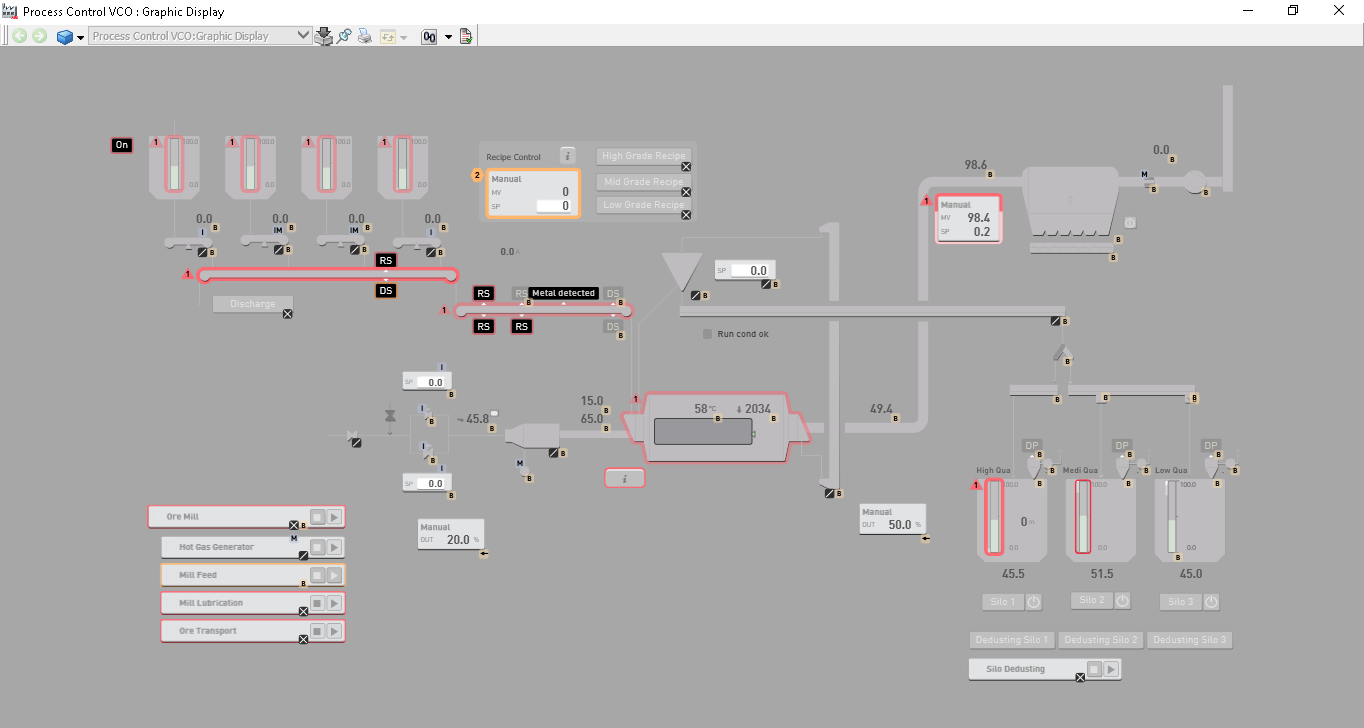 Process Control VCO : Graphic Display
Process Control VCO:Graphic Display
On
1 100.0 1 100.0 1 100.0 1 100.0
0.0 0.0 0.0 0.0
0.0 B 0.0 B 0.0 B 0.0 B
I IM IM I
B B B B
1
RS
DS
Discharge
Recipe Control i
High Grade Recipe
Mid Grade Recipe
Low Grade Recipe
2
Manual
MV 0
SP 0
0.0 A
RS RS Metal detected DS
B B
1
RS RS DS
B
SP 0.0
B B
Run cond ok
B
98.6
B
1
Manual
MV 98.4
SP 0.2
0.0
B
M
B B
B
B
I
SP 0.0
B
I
B
I
B
I
SP 0.0
B
45.8
B
15.0
B
65.0
B
B
M
B
1
58 °C 2034
B B
i
49.4
B
B
Manual
OUT 20.0 %
Manual
OUT 50.0 %
B
B B B
DP DP DP
B B B
B B B
High Qua Medi Qua Low Qua
1 100.0 100.0 100.0
0 m
0.0 0.0 0.0
B
45.5 51.5 45.0
Silo 1 Silo 2 Silo 3
Dedusting Silo 1 Dedusting Silo 2 Dedusting Silo 3
Silo Dedusting
Ore Mill
B
M
Hot Gas Generator
Mill Feed
B
Mill Lubrication
Ore Transport